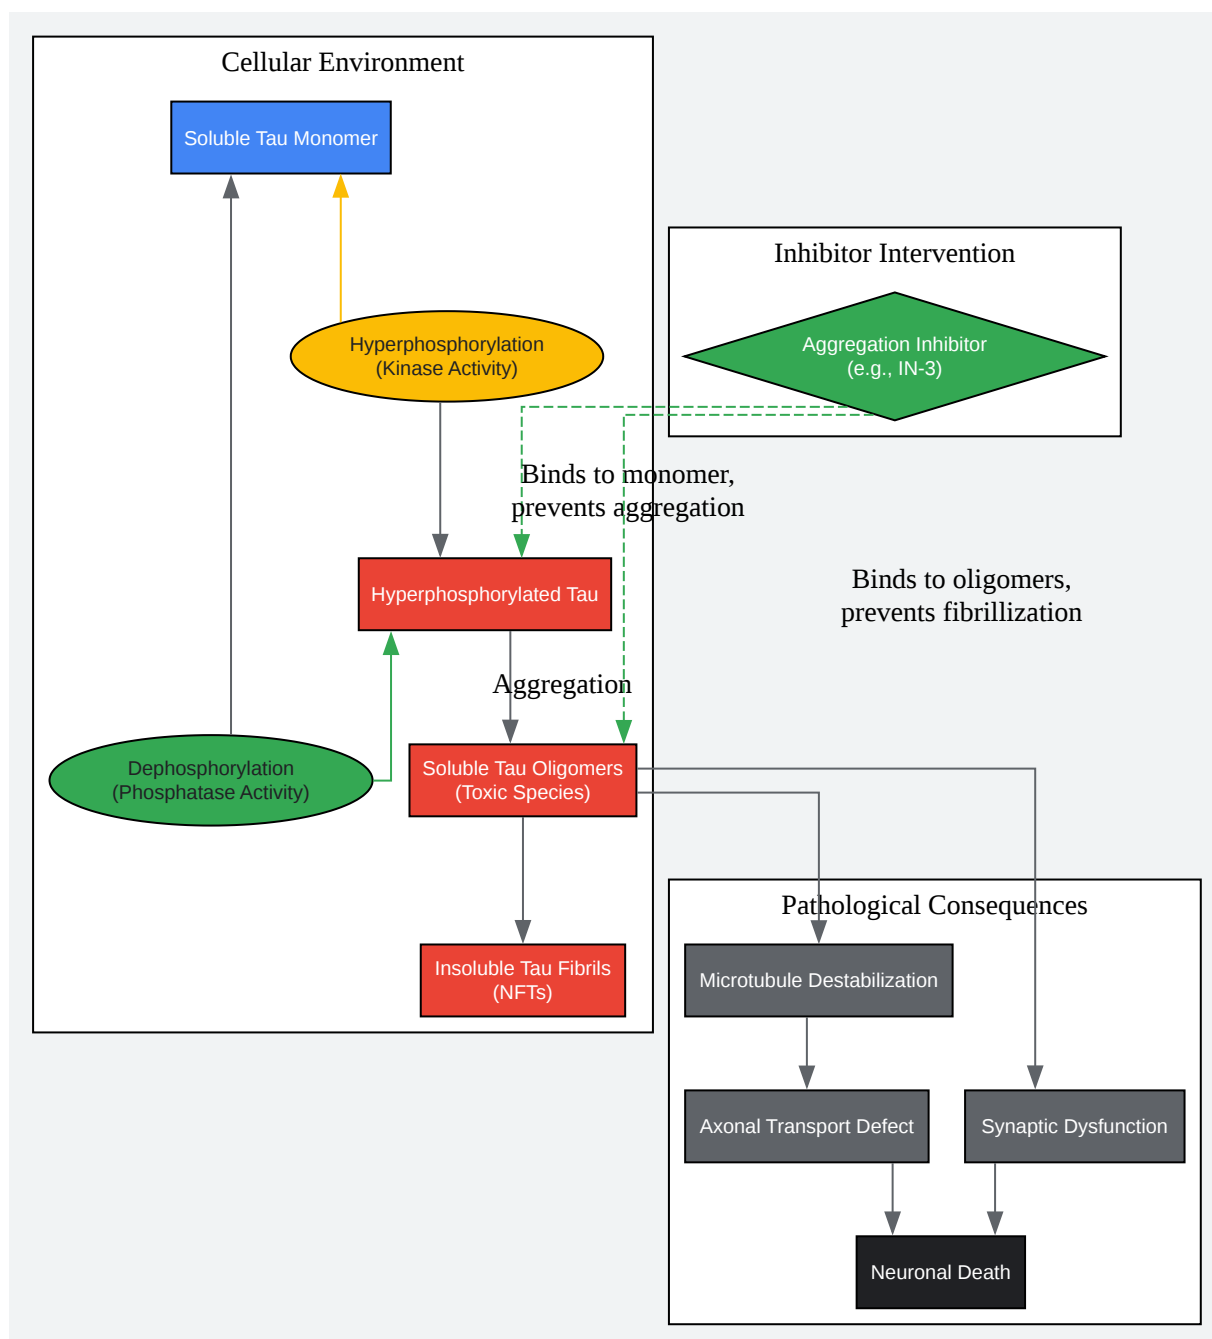 Cellular Environment
Soluble Tau Monomer
Inhibitor Intervention
Hyperphosphorylation
(Kinase Activity)
Aggregation Inhibitor
(e.g., IN-3)
Binds to monomer,
prevents aggregation
Binds to oligomers,
prevents fibrillization
Hyperphosphorylated Tau
Aggregation
Dephosphorylation
(Phosphatase Activity)
Soluble Tau Oligomers
(Toxic Species)
Pathological Consequences
Insoluble Tau Fibrils
(NFTs)
Microtubule Destabilization
Axonal Transport Defect
Synaptic Dysfunction
Neuronal Death